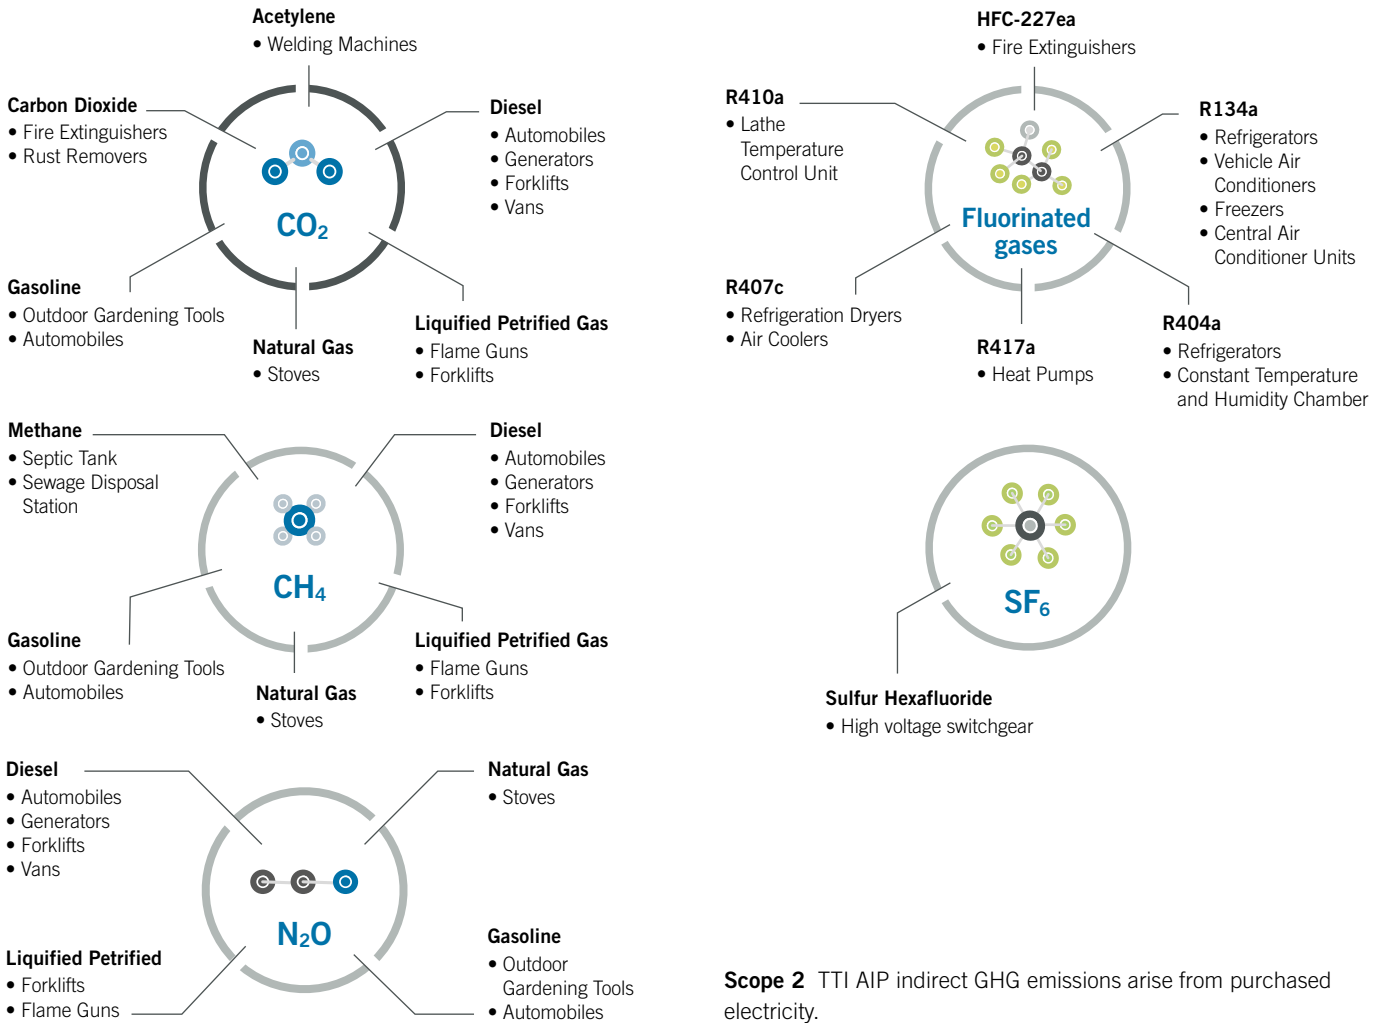 Acetylene
• Welding Machines
Carbon Dioxide
• Fire Extinguishers
• Rust Removers
Diesel
• Automobiles
• Generators
• Forklifts
• Vans
CO2
Gasoline
• Outdoor Gardening Tools
• Automobiles
Natural Gas
• Stoves
Liquified Petrified Gas
• Flame Guns
• Forklifts
Methane
• Septic Tank
• Sewage Disposal
Station
Diesel
• Automobiles
• Generators
• Forklifts
• Vans
CH4
Gasoline
• Outdoor Gardening Tools
• Automobiles
Natural Gas
• Stoves
Liquified Petrified Gas
• Flame Guns
• Forklifts
Diesel
• Automobiles
• Generators
• Forklifts
• Vans
Natural Gas
• Stoves
N2O
Liquified Petrified
• Forklifts
• Flame Guns
Gasoline
• Outdoor
Gardening Tools
• Automobiles
HFC-227ea
• Fire Extinguishers
R410a
• Lathe
Temperature
Control Unit
R134a
• Refrigerators
• Vehicle Air
Conditioners
• Freezers
• Central Air
Conditioner Units
Fluorinated
gases
R407c
• Refrigeration Dryers
• Air Coolers
R417a
• Heat Pumps
R404a
• Refrigerators
• Constant Temperature
and Humidity Chamber
SF6
Sulfur Hexafluoride
• High voltage switchgear
Scope 2 TTI AIP indirect GHG emissions arise from purchased
electricity.